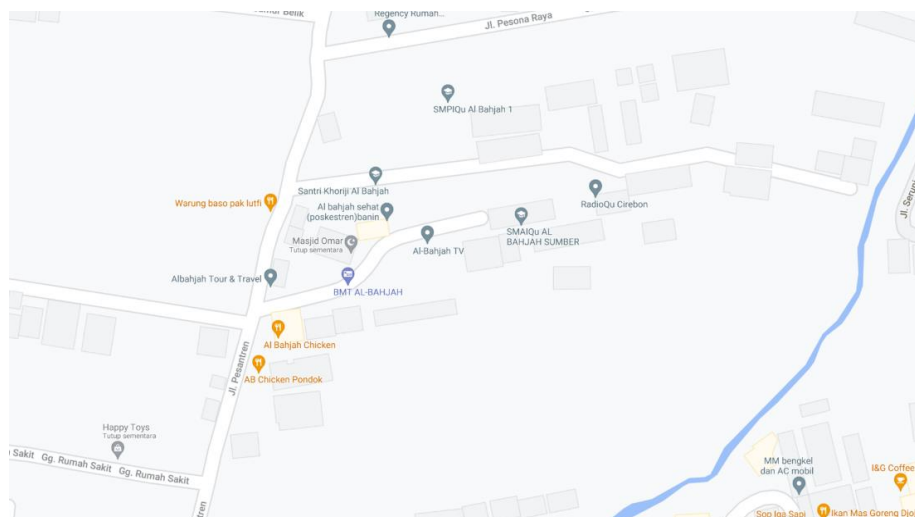 Regency Rumah...
Jl. Pesona Raya
SMPIQu Al Bahjah 1
Santri Khoriji Al Bahjah
Warung baso pak lutfi
Al bahjah sehat
(poskestren)banin
RadioQu Cirebon
SMAIQu AL
BAHJAH SUMBER
Masjid Omar
Tutup sementara
Al-Bahjah TV
Albahjah Tour & Travel
BMT AL-BAHJAH
Al Bahjah Chicken
AB Chicken Pondok
Jl. Pesantren
Happy Toys
Tutup sementara
Sakit Gg. Rumah Sakit Gg. Rumah Sakit
MM bengkel
dan AC mobil
I&G Coffee
Sop Iga Sapi
Ikan Mas Goreng